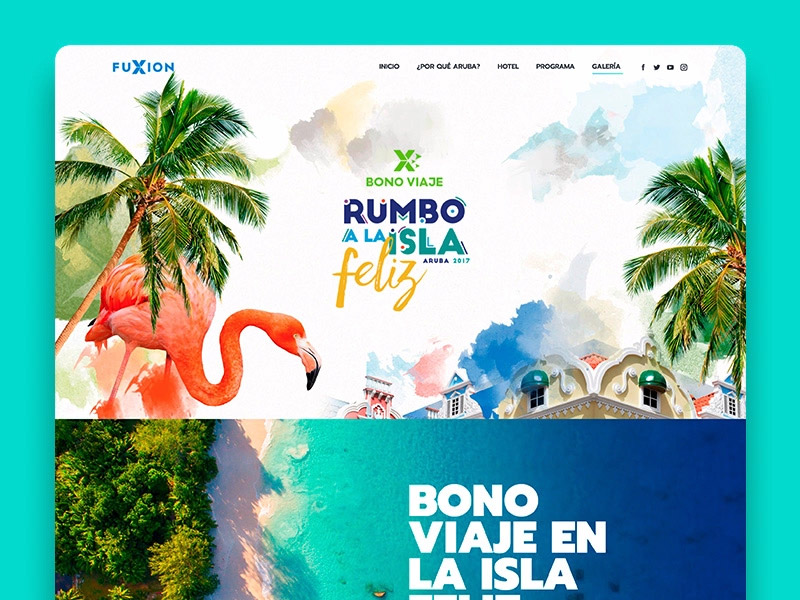 FUXION
INICIO ¿POR QUÉ ARUBA? HOTEL PROGRAMA GALERÍA
BONO VIAJE
RUMBO
A LA ISLA
feliz
ARUBA 2017
BONO
VIAJE EN
LA ISLA
FELIZ